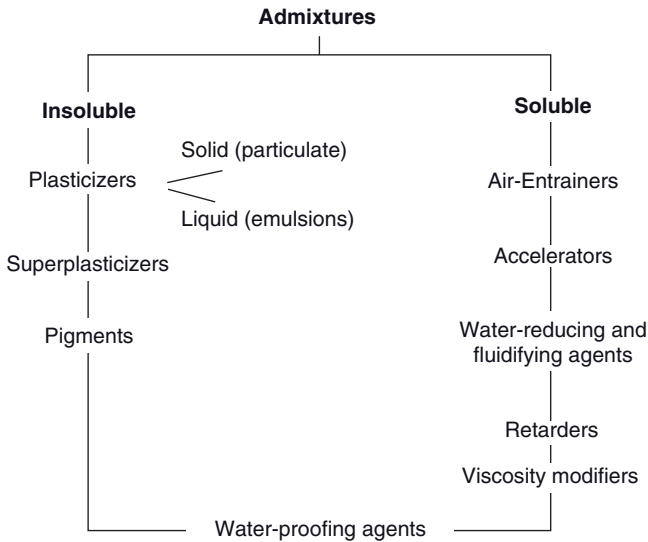 Admixtures
Insoluble
Soluble
Solid (particulate)
Plasticizers
Air-Entrainers
Liquid (emulsions)
Superplasticizers
Accelerators
Pigments
Water-reducing and
fluidifying agents
Retarders
Viscosity modifiers
Water-proofing agents